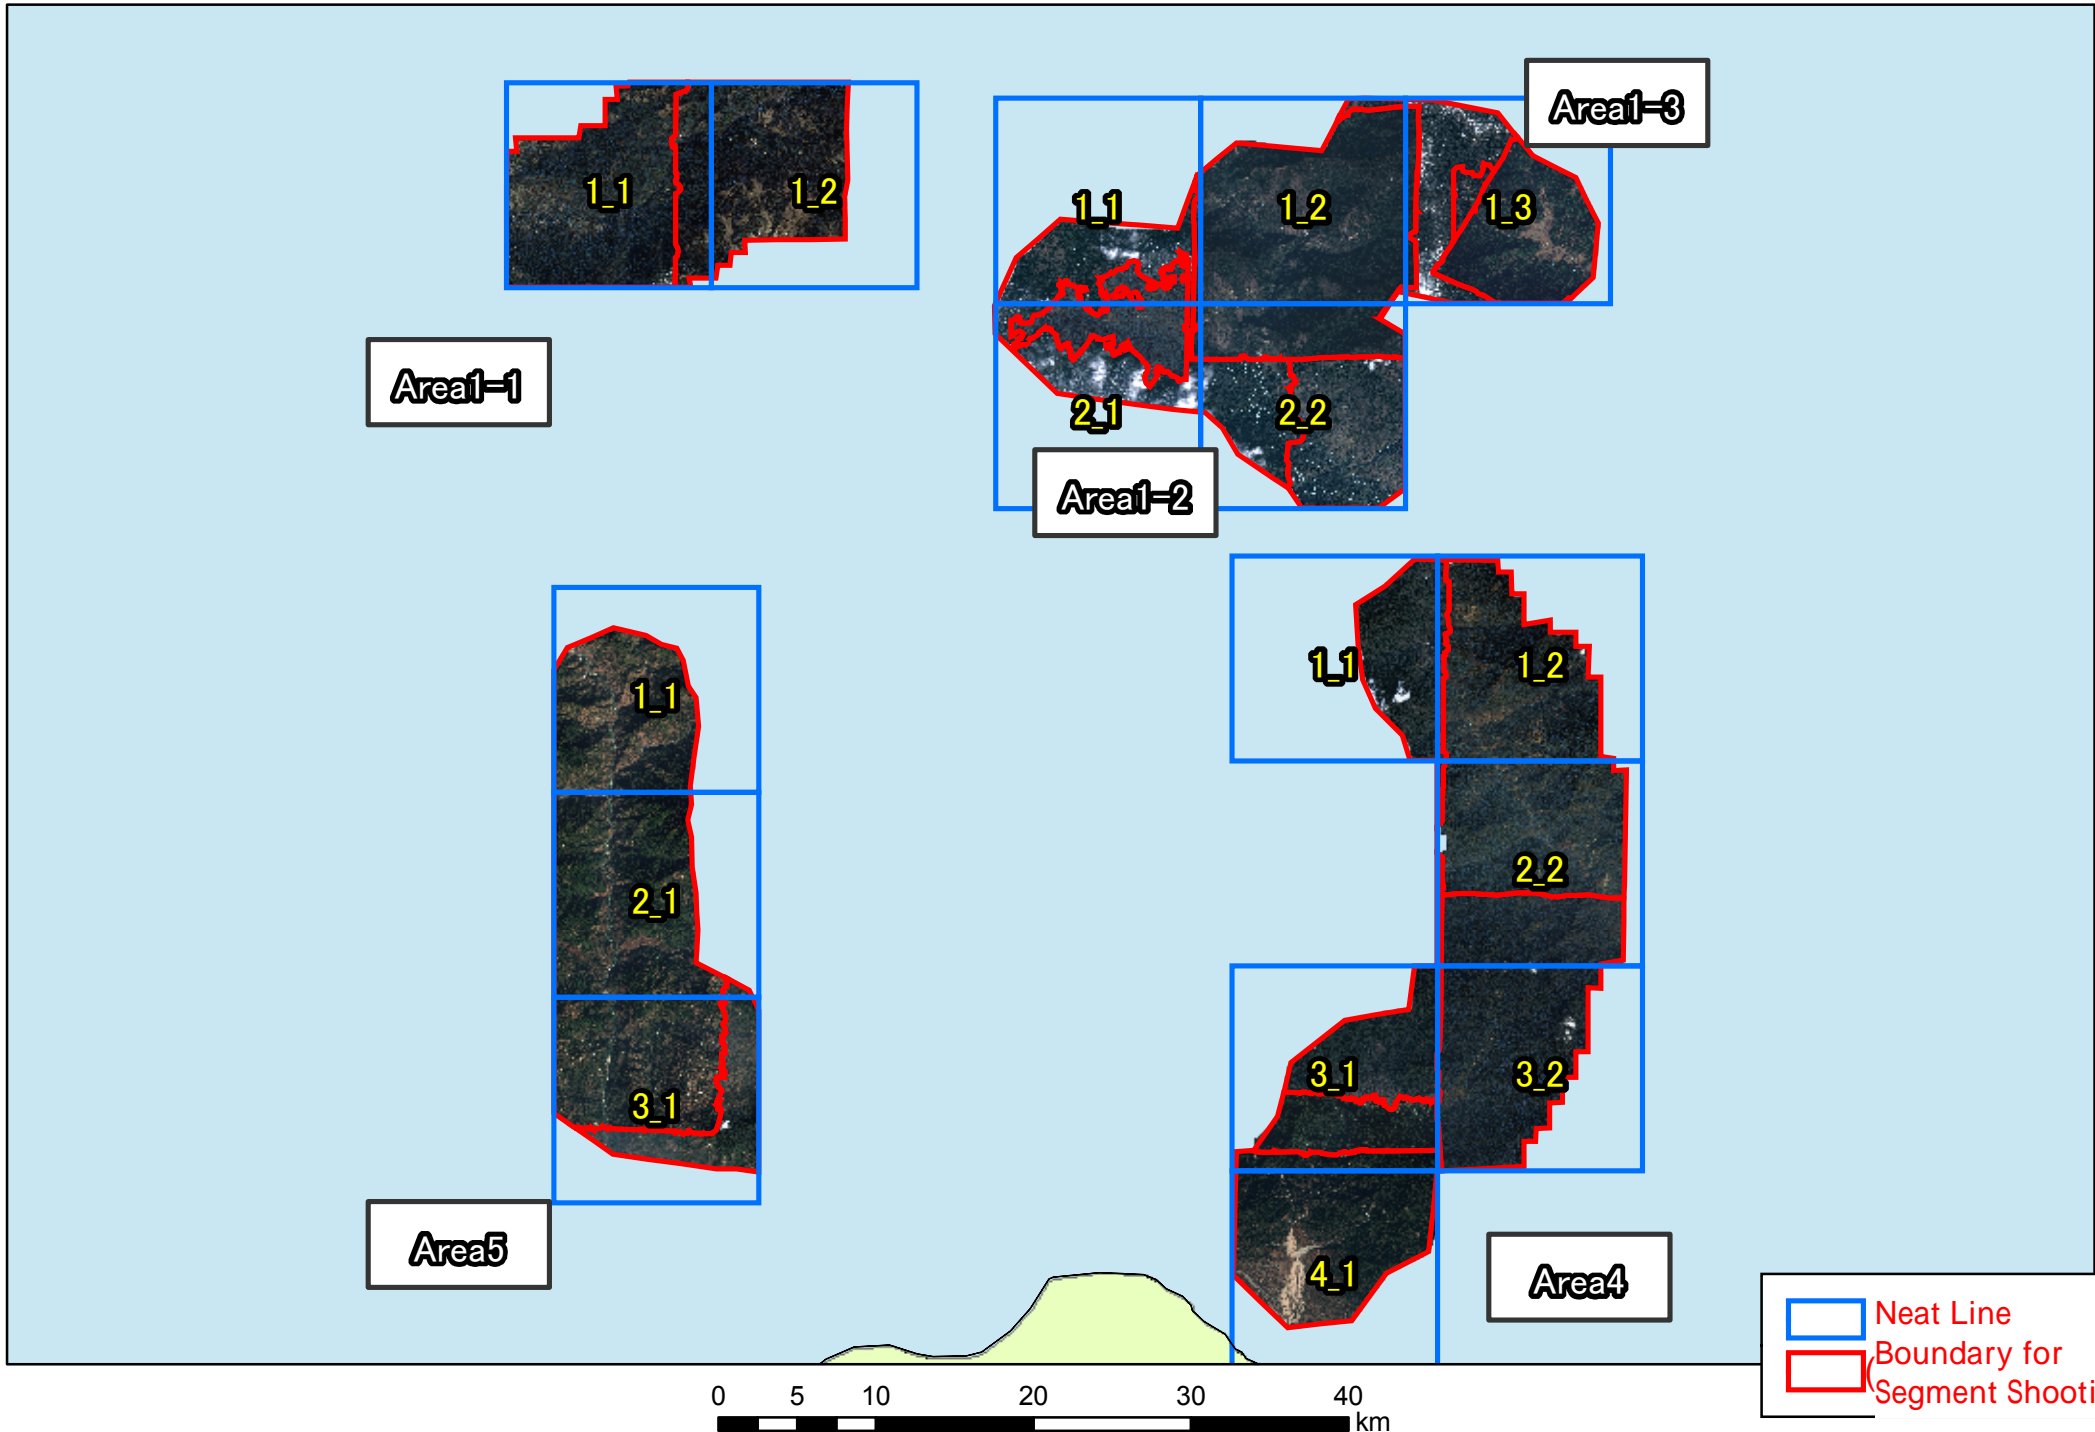 Area1-3
1_1
1_2
1_1
1_2
1_3
Area1-1
2_1
2_2
Area1-2
1_1
1_2
1_1
2_2
2_1
3_1
3_2
3_1
Area5
4_1
Area4
Neat Line
Boundary for
(Segment Shooti
0 5 10 20 30 40
km